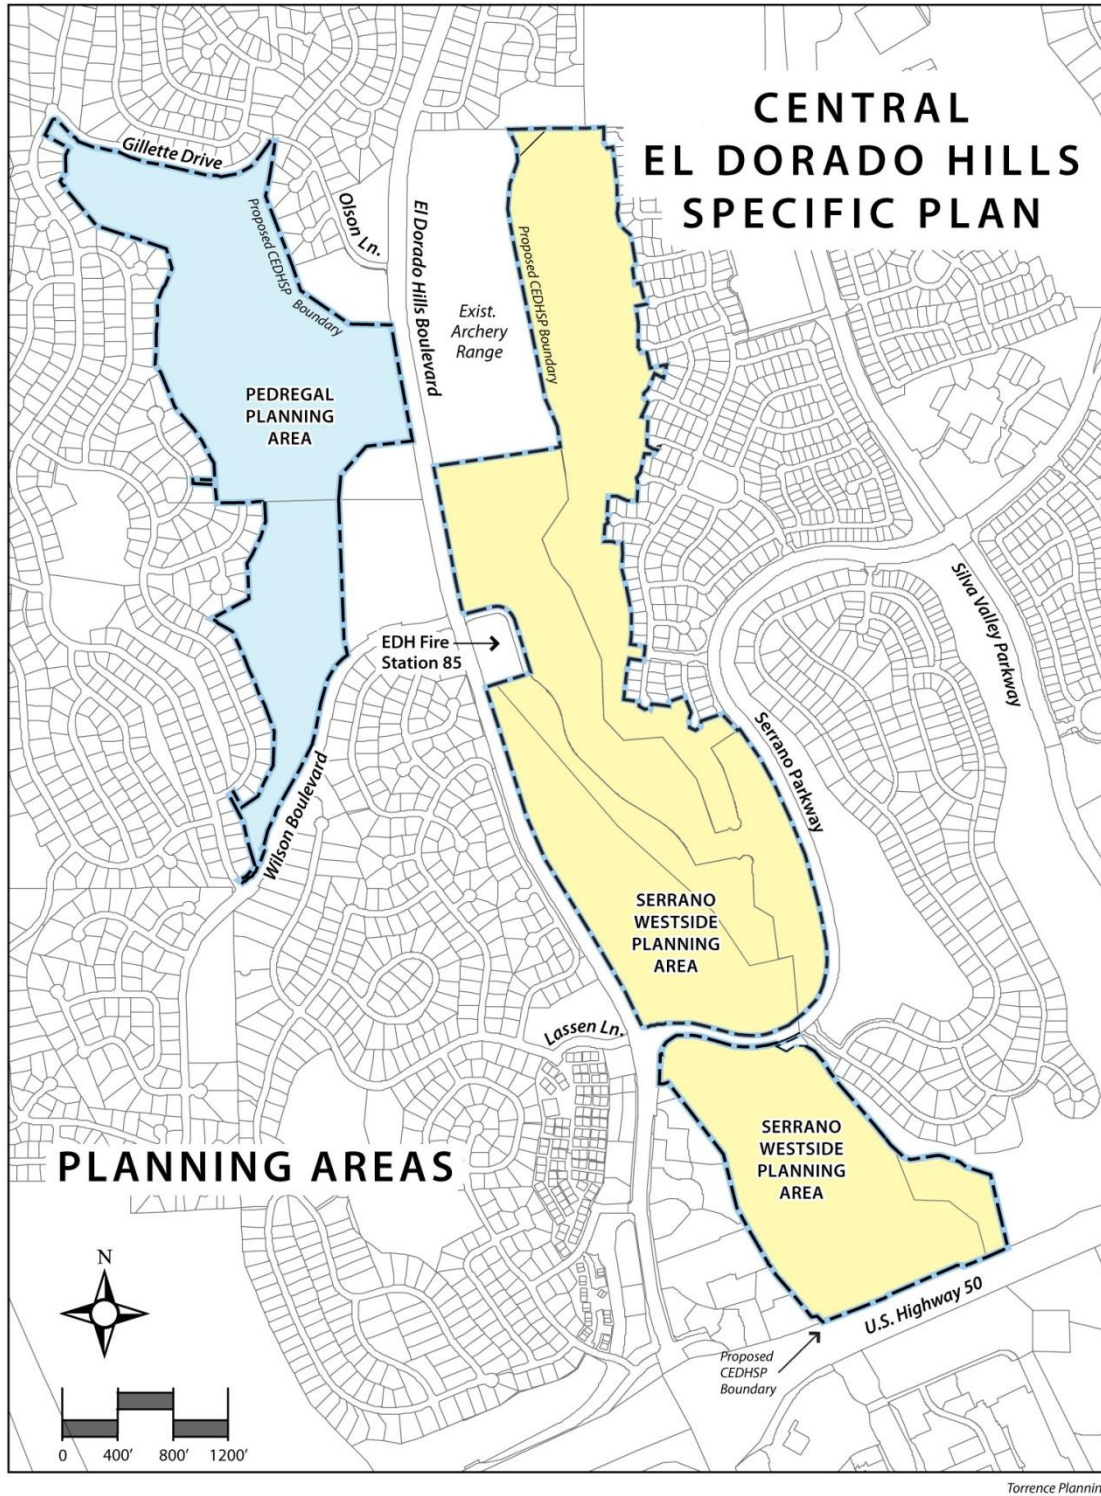 CENTRAL
EL DORADO HILLS
SPECIFIC PLAN
Gillette Drive
Olson Ln.
Proposed CEDHSP
Boundary
El Dorado Hills Boulevard
Exist.
Archery
Range
Proposed CEDHSP Boundary
PEDREGAL
PLANNING
AREA
Silva Valley Parkway
EDH Fire
Station 85
Serrano Parkway
Wilson Boulevard
SERRANO
WESTSIDE
PLANNING
AREA
Lassen Ln.
SERRANO
WESTSIDE
PLANNING
AREA
PLANNING AREAS
N
U.S. Highway 50
Proposed
CEDHSP
Boundary
0 400' 800' 1200'
Torrence Plannin